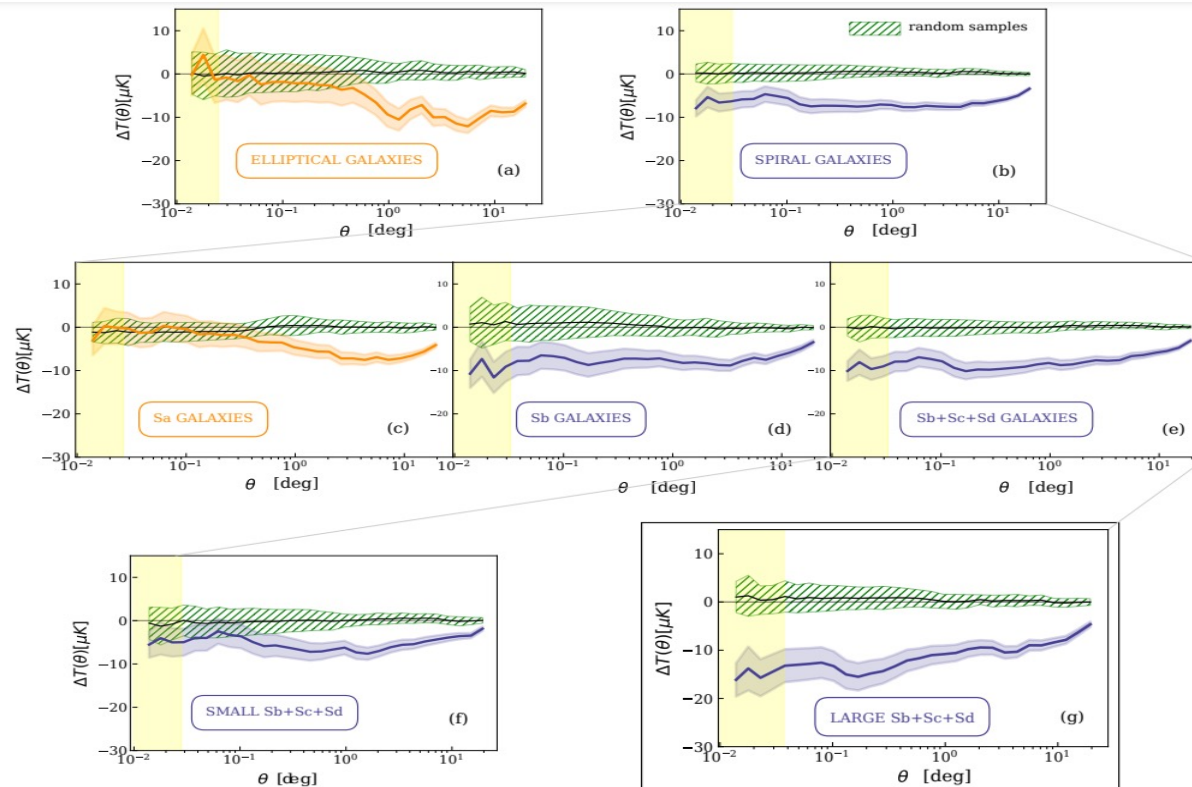 random samples
ΔT(θ)[μK]
10
0
−10
−20
−30
ELLIPTICAL GALAXIES
(a)
10⁻²
10⁻¹
10⁰
10¹
θ [deg]
ΔT(θ)[μK]
10
0
−10
−20
−30
SPIRAL GALAXIES
(b)
10⁻²
10⁻¹
10⁰
10¹
θ [deg]
ΔT(θ)[μK]
10
0
−10
−20
−30
Sa GALAXIES
(c)
10⁻²
10⁻¹
10⁰
10¹
θ [deg]
10
0
−10
−20
Sb GALAXIES
(d)
10⁻²
10⁻¹
10⁰
10¹
θ [deg]
10
0
−10
−20
Sb+Sc+Sd GALAXIES
(e)
10⁻²
10⁻¹
10⁰
10¹
θ [deg]
ΔT(θ)[μK]
10
0
−10
−20
−30
SMALL Sb+Sc+Sd
(f)
10⁻²
10⁻¹
10⁰
10¹
θ [deg]
ΔT(θ)[μK]
10
0
−10
−20
−30
LARGE Sb+Sc+Sd
(g)
10⁻²
10⁻¹
10⁰
10¹
θ [deg]